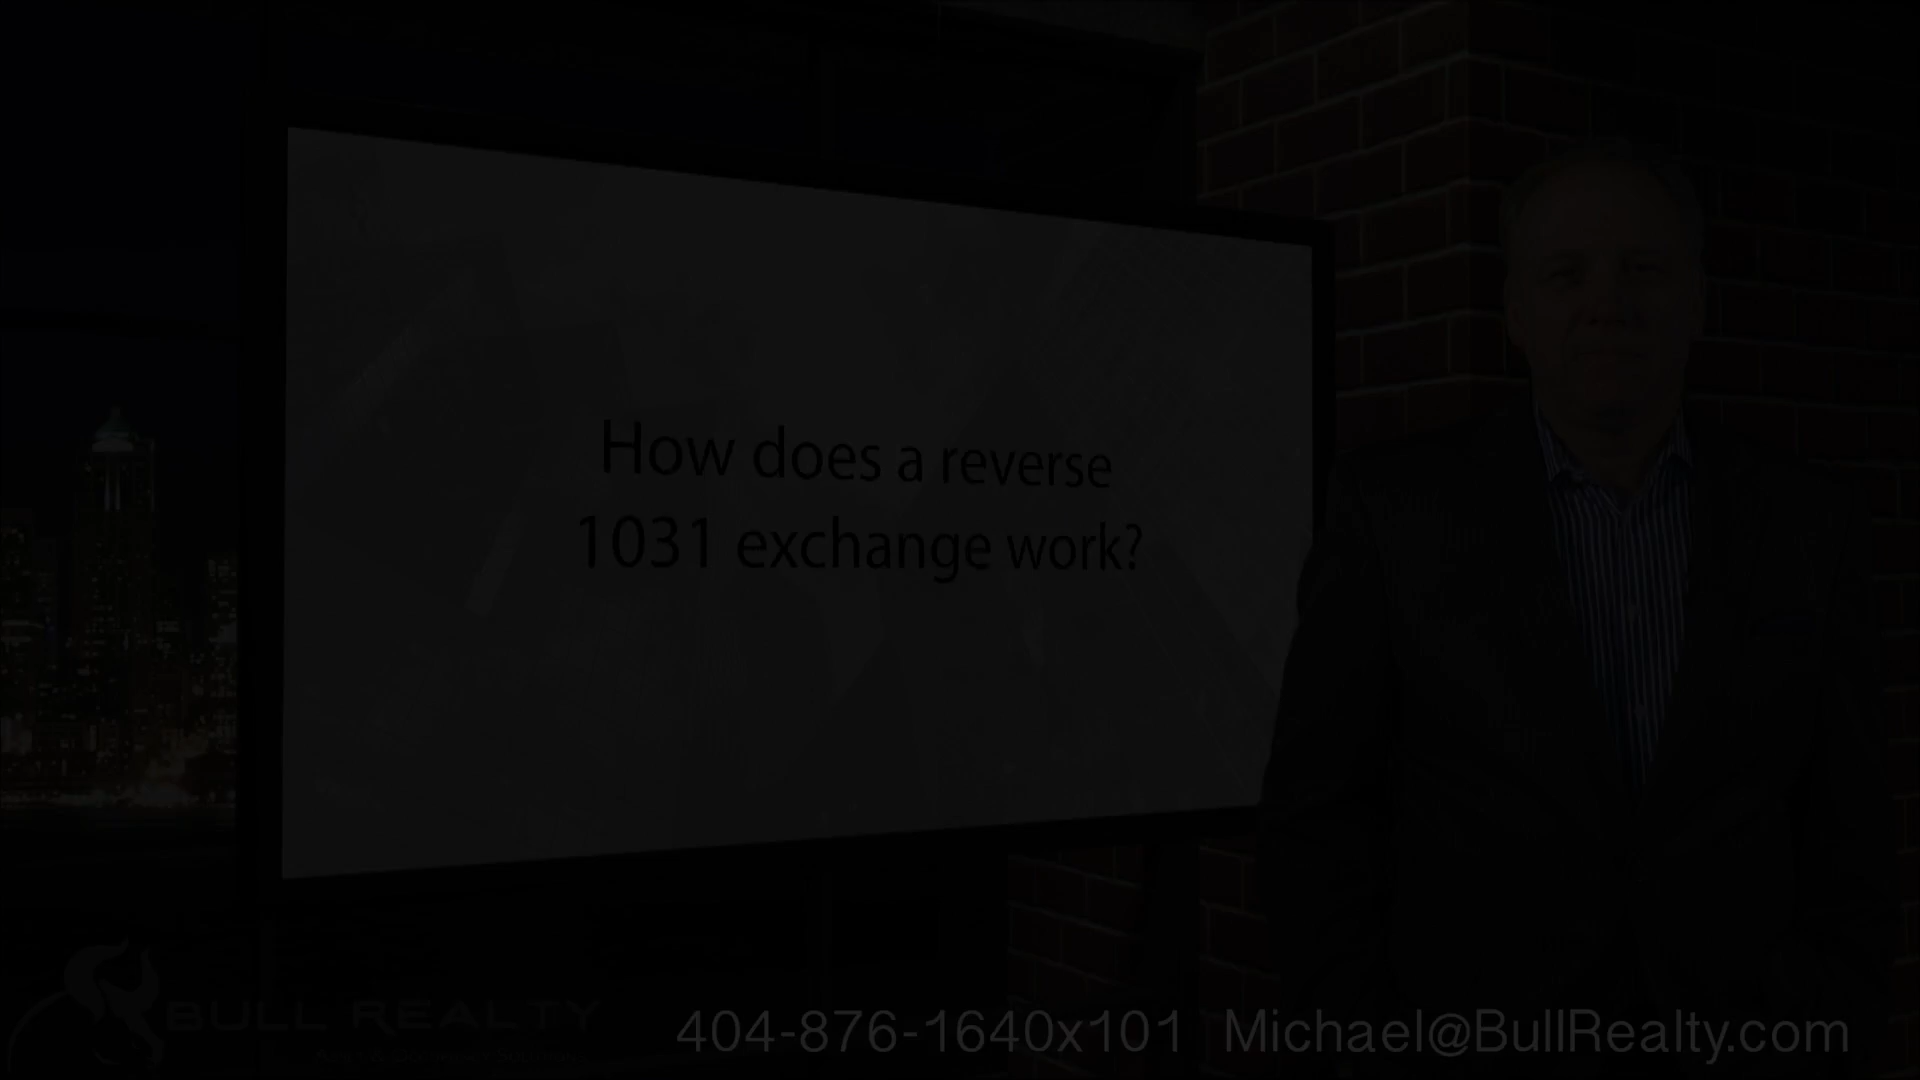 How does a reverse
1031 exchange work?
BULL REALTY
404-876-1640x101 Michael@BullRealty.com